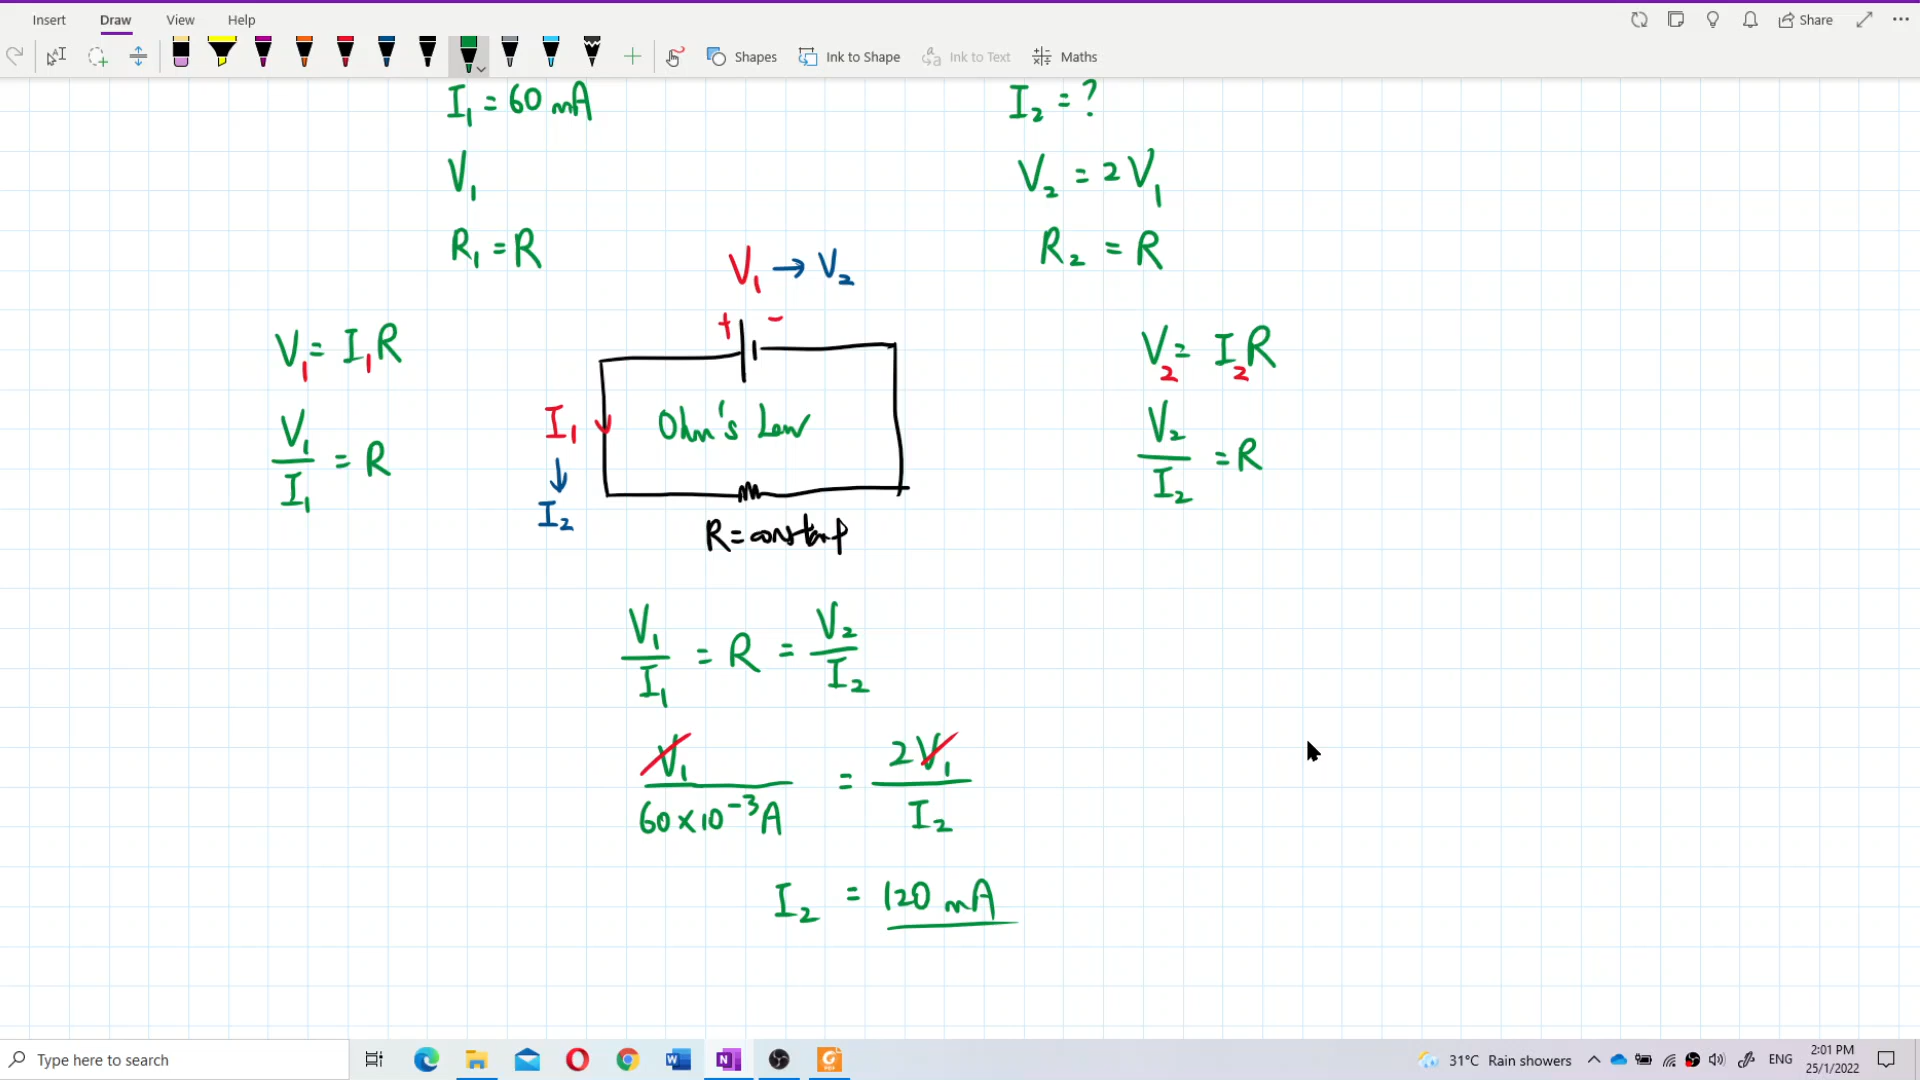 Insert Draw View Help
Share
Shapes Ink to Shape Ink to Text Maths
I₁ = 60 mA
I₂ = ?
V₁
V₂ = 2V₁
R₁ = R
R₂ = R
V₁ → V₂
+ -
V₁ = I₁R
V₂ = I₂R
I₁ ↓ I₂
Ohm's Law
V₁/I₁ = R
V₂/I₂ = R
R = constant
V₁/I₁ = R = V₂/I₂
V₁/60×10⁻³A = 2V₁/I₂
I₂ = 120 mA
Type here to search
31°C Rain showers
ENG
2:01 PM
25/1/2022